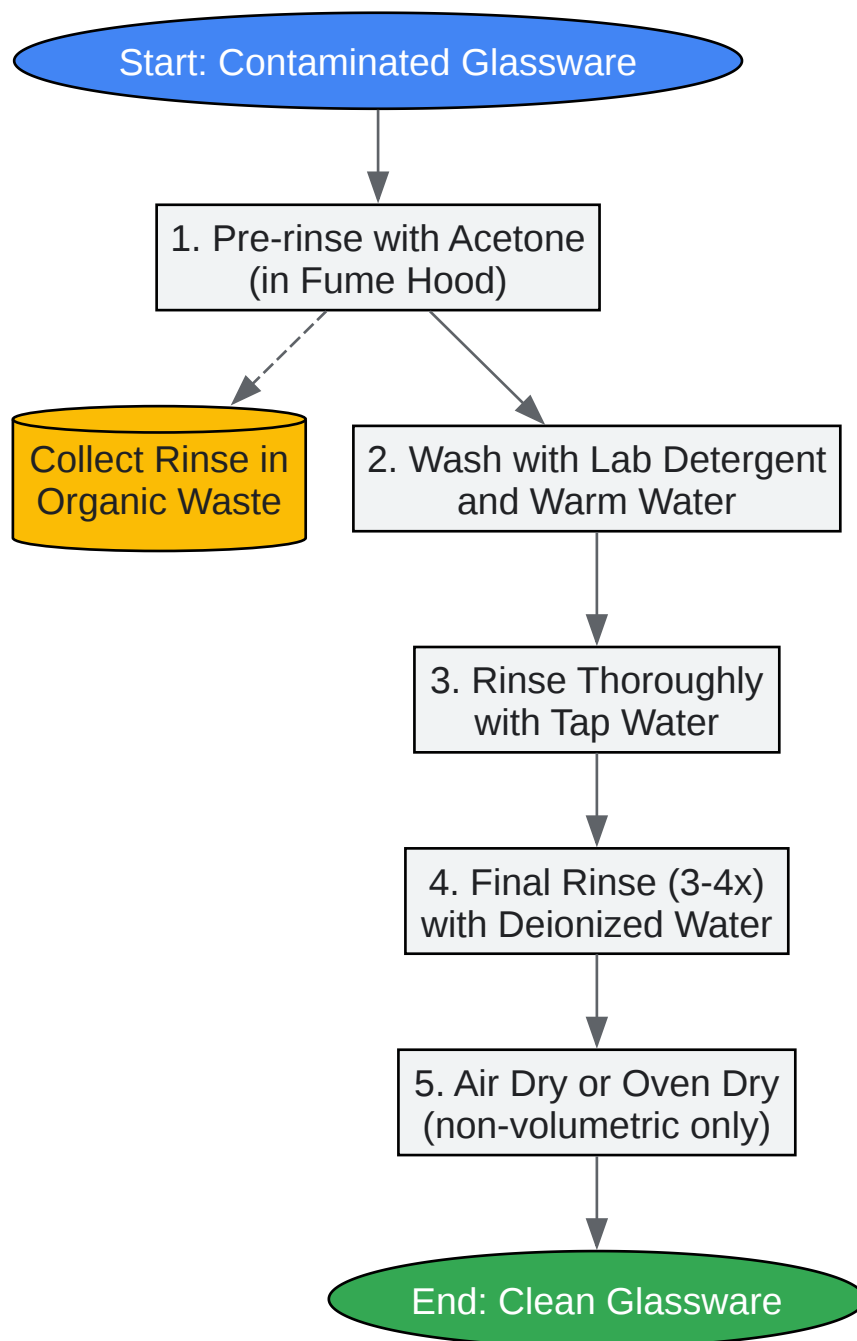 Start: Contaminated Glassware
1. Pre-rinse with Acetone
(in Fume Hood)
Collect Rinse in
Organic Waste
2. Wash with Lab Detergent
and Warm Water
3. Rinse Thoroughly
with Tap Water
4. Final Rinse (3-4x)
with Deionized Water
5. Air Dry or Oven Dry
(non-volumetric only)
End: Clean Glassware